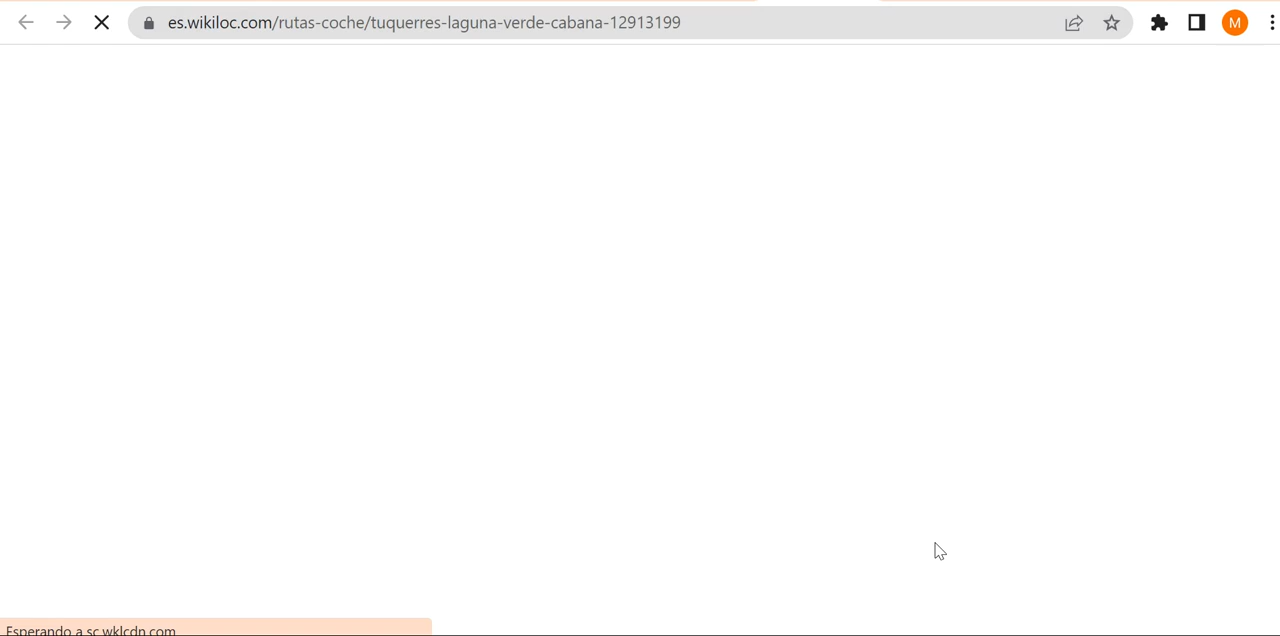 es.wikiloc.com/rutas-coche/tuquerres-laguna-verde-cabana-12913199
M
Esperando a sc.wklcdn.com